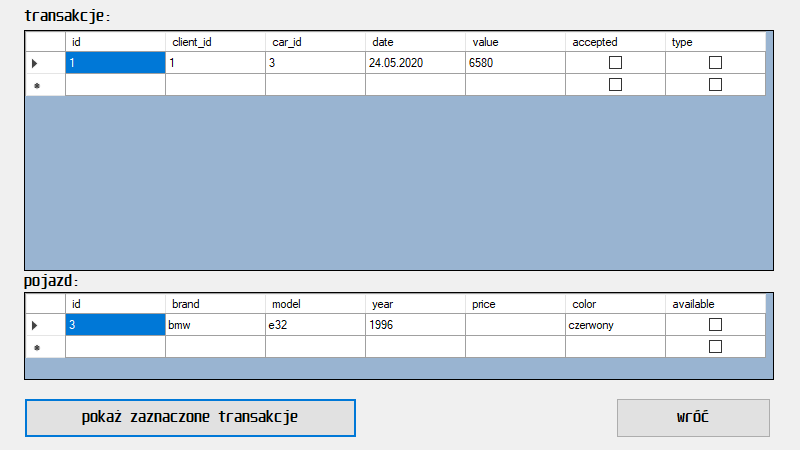 transakcje:
id client_id car_id date value accepted type
1 1 3 24.05.2020 6580
pojazd:
id brand model year price color available
3 bmw e32 1996 czerwony
pokaż zaznaczone transakcje wróć